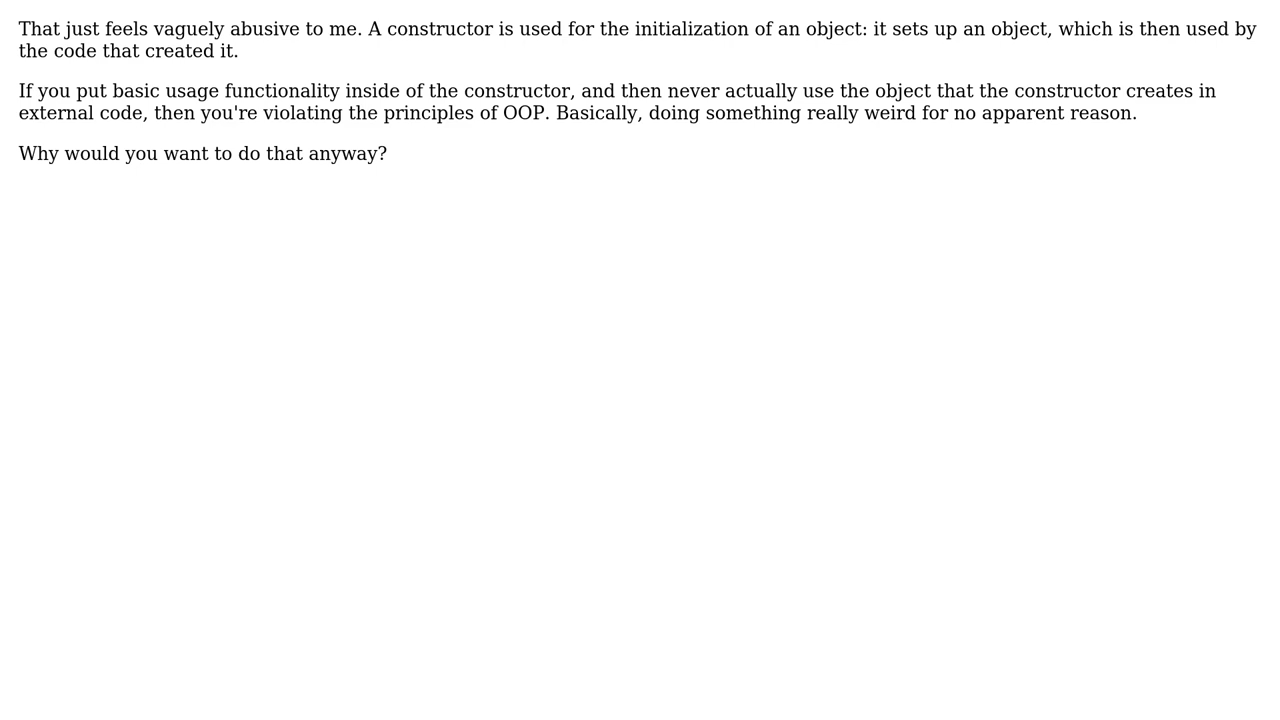 That just feels vaguely abusive to me. A constructor is used for the initialization of an object: it sets up an object, which is then used by
the code that created it.
If you put basic usage functionality inside of the constructor, and then never actually use the object that the constructor creates in
external code, then you're violating the principles of OOP. Basically, doing something really weird for no apparent reason.
Why would you want to do that anyway?